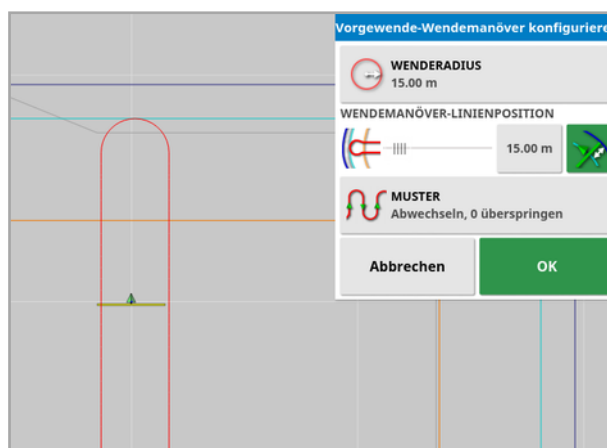 Vorgewende-Wendemanöver konfiguriere
WENDERADIUS
15.00 m
WENDEMANÖVER-LINIENPOSITION
15.00 m
MUSTER
Abwechseln, 0 überspringen
Abbrechen
OK